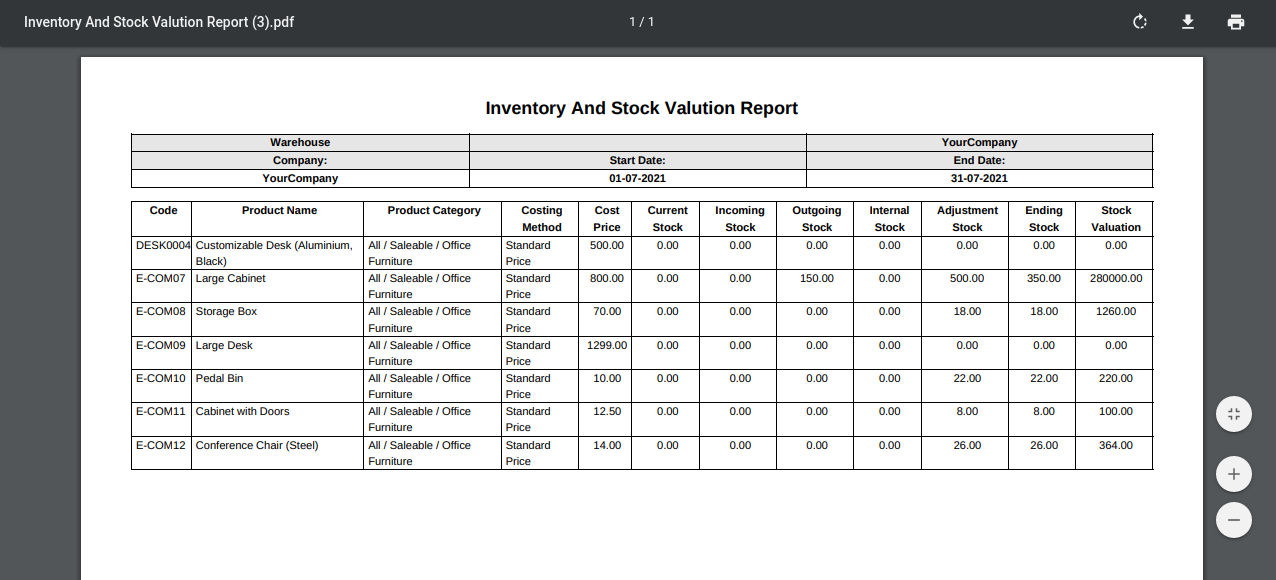 Inventory And Stock Valution Report (3).pdf 1 / 1
Inventory And Stock Valution Report
Warehouse YourCompany
Company: Start Date: End Date:
YourCompany 01-07-2021 31-07-2021
Code Product Name Product Category Costing Cost Current Incoming Outgoing Internal Adjustment Ending Stock
Method Price Stock Stock Stock Stock Stock Stock Valuation
DESK0004 Customizable Desk (Aluminium, All / Saleable / Office Standard 500.00 0.00 0.00 0.00 0.00 0.00 0.00 0.00
Black) Furniture Price
E-COM07 Large Cabinet All / Saleable / Office Standard 800.00 0.00 0.00 150.00 0.00 500.00 350.00 280000.00
Furniture Price
E-COM08 Storage Box All / Saleable / Office Standard 70.00 0.00 0.00 0.00 0.00 18.00 18.00 1260.00
Furniture Price
E-COM09 Large Desk All / Saleable / Office Standard 1299.00 0.00 0.00 0.00 0.00 0.00 0.00 0.00
Furniture Price
E-COM10 Pedal Bin All / Saleable / Office Standard 10.00 0.00 0.00 0.00 0.00 22.00 22.00 220.00
Furniture Price
E-COM11 Cabinet with Doors All / Saleable / Office Standard 12.50 0.00 0.00 0.00 0.00 8.00 8.00 100.00
Furniture Price
E-COM12 Conference Chair (Steel) All / Saleable / Office Standard 14.00 0.00 0.00 0.00 0.00 26.00 26.00 364.00
Furniture Price